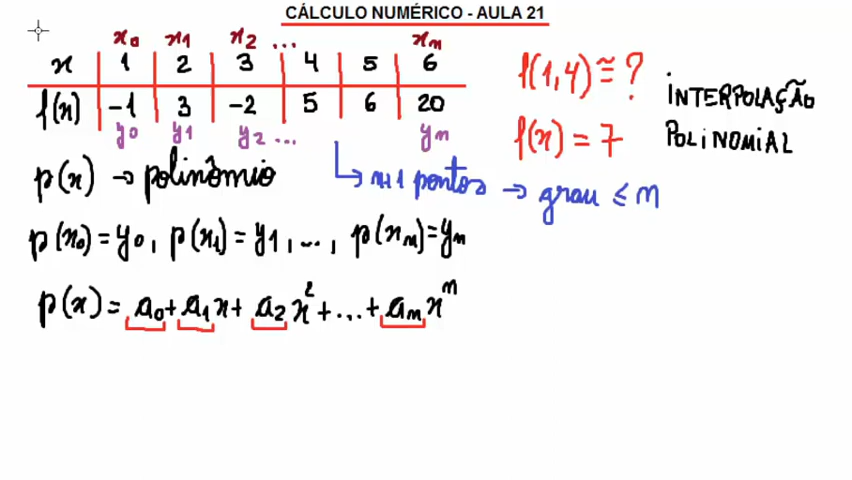 CÁLCULO NUMÉRICO - AULA 21
x₀ x₁ x₂ ... xₙ
x 1 2 3 4 5 6
f(x) -1 3 -2 5 6 20
y₀ y₁ y₂ ... yₙ
f(1,4) ≅ ?
f(x) = 7
INTERPOLAÇÃO
POLINOMIAL
p(x) → polinômio
↳ n+1 pontos → grau ≤ n
p(x₀) = y₀, p(x₁) = y₁, ..., p(xₙ) = yₙ
p(x) = a₀ + a₁x + a₂x² + ... + aₙxⁿ